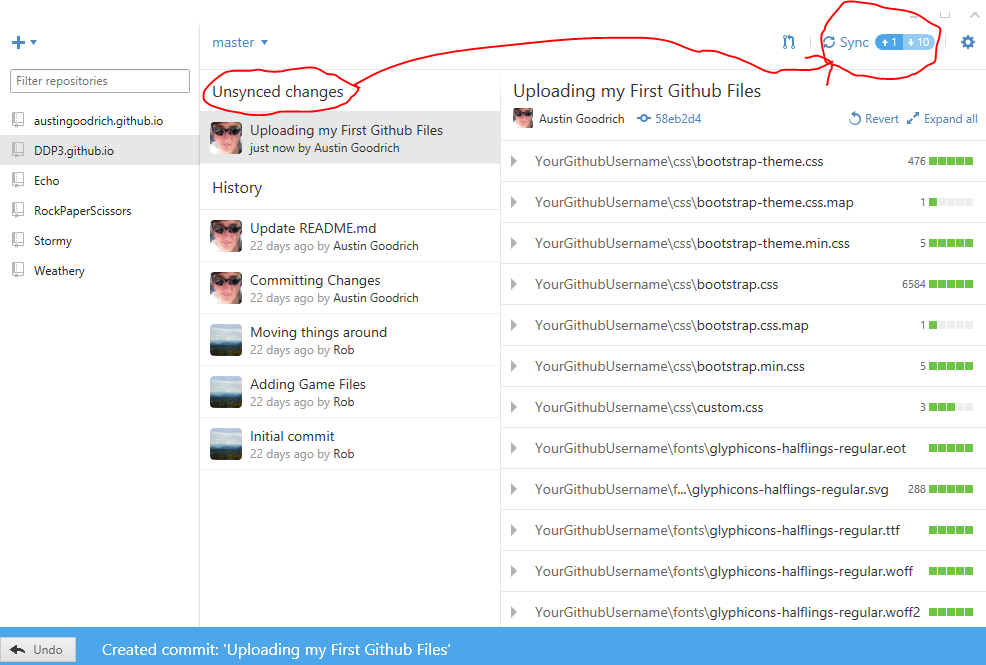 master
Sync
1
10
Filter repositories
austingoodrich.github.io
DDP3.github.io
Echo
RockPaperScissors
Stormy
Weathery
Unsynced changes
Uploading my First Github Files
just now by Austin Goodrich
History
Update README.md
22 days ago by Austin Goodrich
Committing Changes
22 days ago by Austin Goodrich
Moving things around
22 days ago by Rob
Adding Game Files
22 days ago by Rob
Initial commit
22 days ago by Rob
Uploading my First Github Files
Austin Goodrich 58eb2d4 Revert Expand all
YourGithubUsername\css\bootstrap-theme.css 476
YourGithubUsername\css\bootstrap-theme.css.map 1
YourGithubUsername\css\bootstrap-theme.min.css 5
YourGithubUsername\css\bootstrap.css 6584
YourGithubUsername\css\bootstrap.css.map 1
YourGithubUsername\css\bootstrap.min.css 5
YourGithubUsername\css\custom.css 3
YourGithubUsername\fonts\glyphicons-halflings-regular.eot
YourGithubUsername\f...\glyphicons-halflings-regular.svg 288
YourGithubUsername\fonts\glyphicons-halflings-regular.ttf
YourGithubUsername\fonts\glyphicons-halflings-regular.woff
YourGithubUsername\fonts\glyphicons-halflings-regular.woff2
Undo
Created commit: 'Uploading my First Github Files'